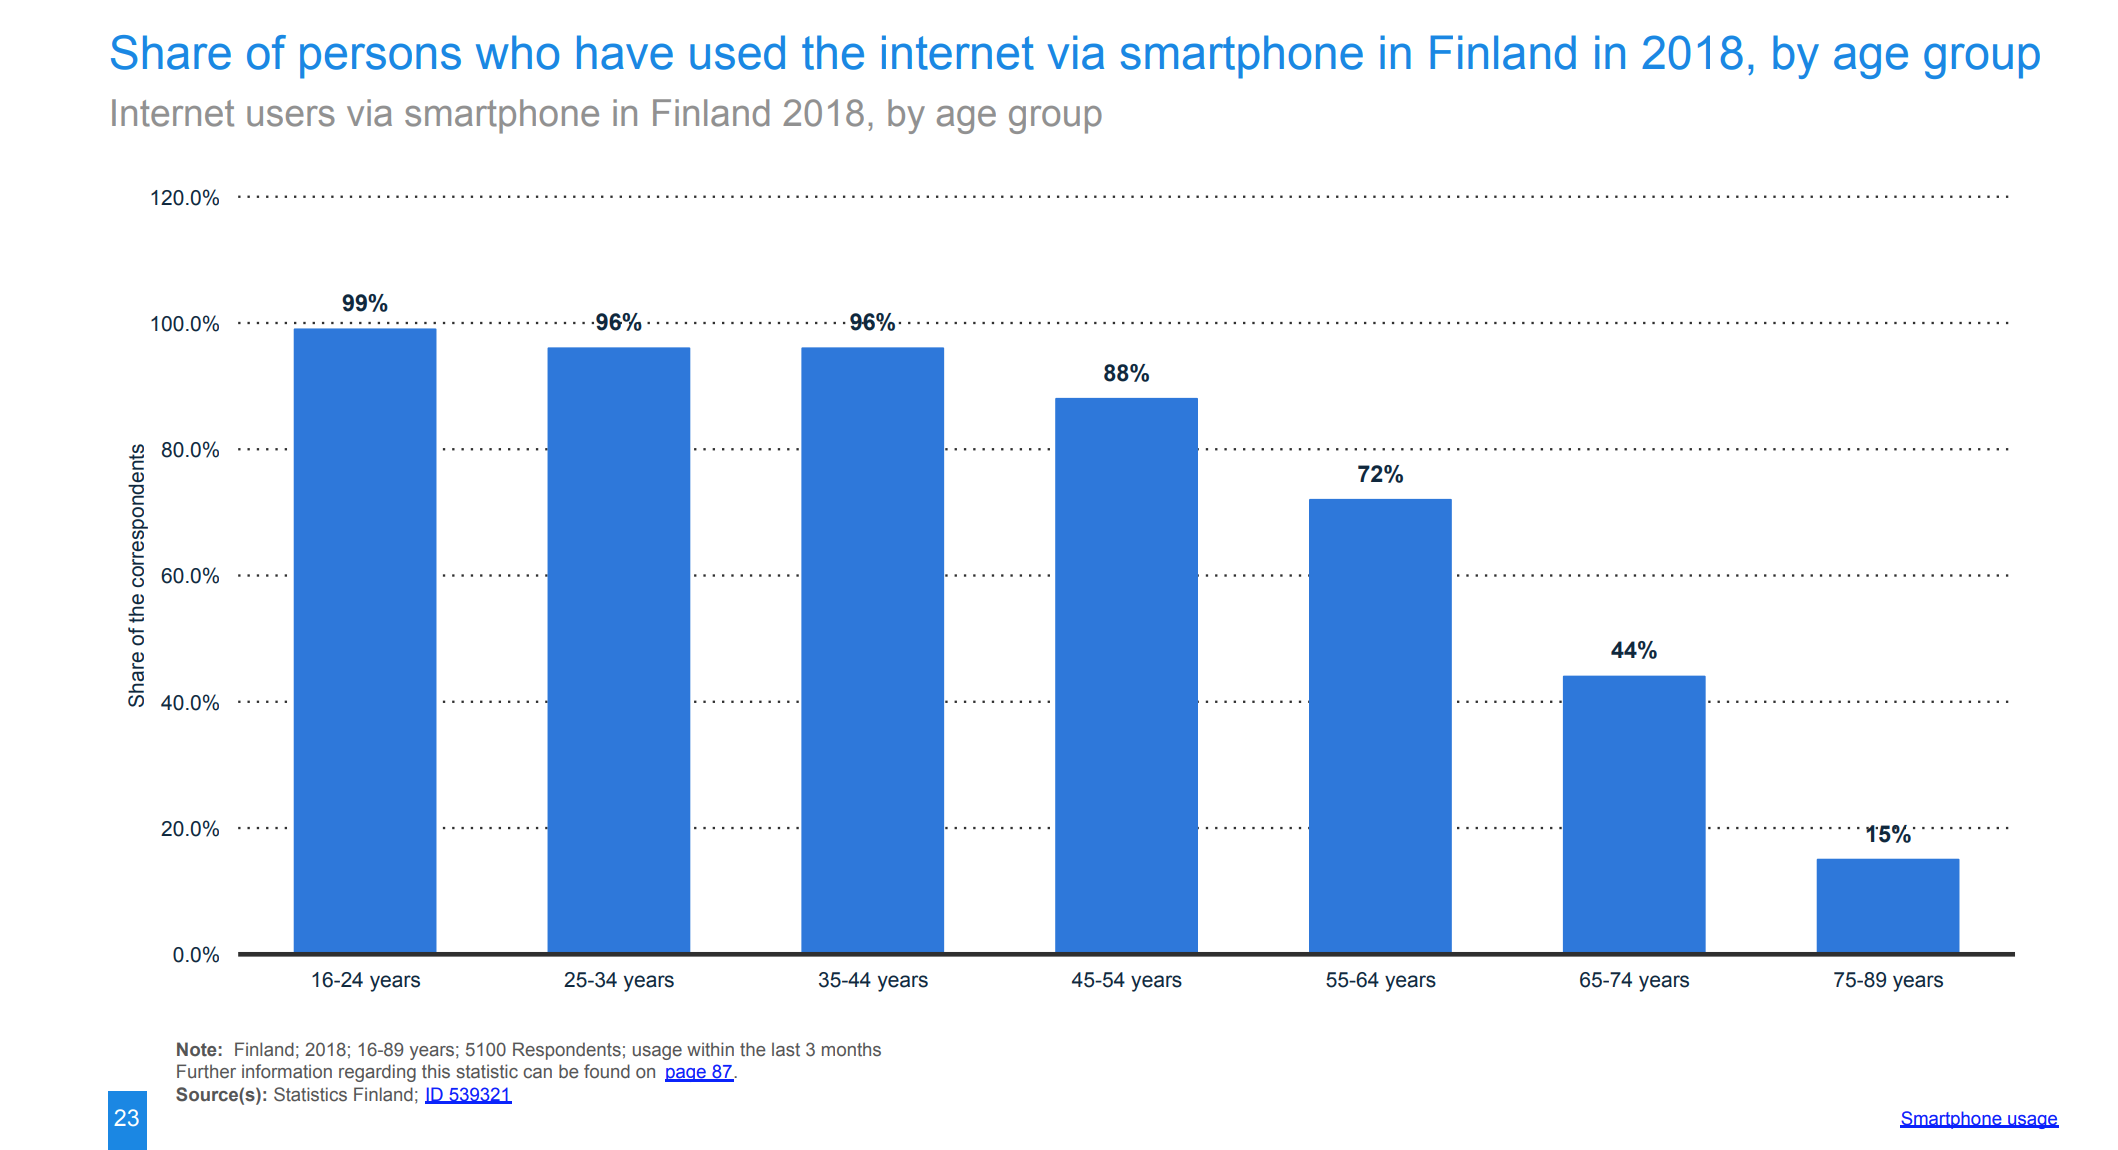 Share of persons who have used the internet via smartphone in Finland in 2018, by age group
Internet users via smartphone in Finland 2018, by age group
120.0%
100.0%
80.0%
60.0%
40.0%
20.0%
0.0%
Share of the correspondents
99%
96%
96%
88%
72%
44%
15%
16-24 years
25-34 years
35-44 years
45-54 years
55-64 years
65-74 years
75-89 years
Note: Finland; 2018; 16-89 years; 5100 Respondents; usage within the last 3 months
Further information regarding this statistic can be found on page 87.
Source(s): Statistics Finland; ID 539321
23
Smartphone usage